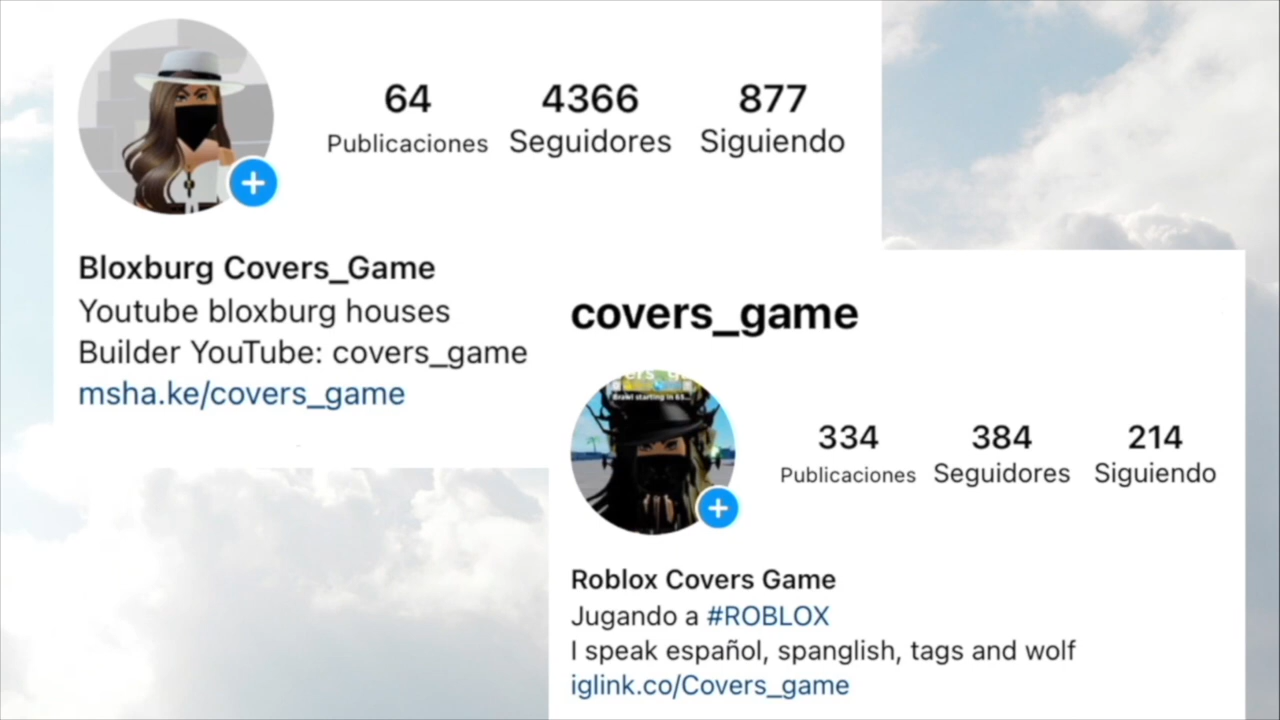 64 4366 877
Publicaciones Seguidores Siguiendo
Bloxburg Covers_Game
Youtube bloxburg houses
Builder YouTube: covers_game
msha.ke/covers_game
covers_game
334 384 214
Publicaciones Seguidores Siguiendo
Roblox Covers Game
Jugando a #ROBLOX
I speak español, spanglish, tags and wolf
iglink.co/Covers_game